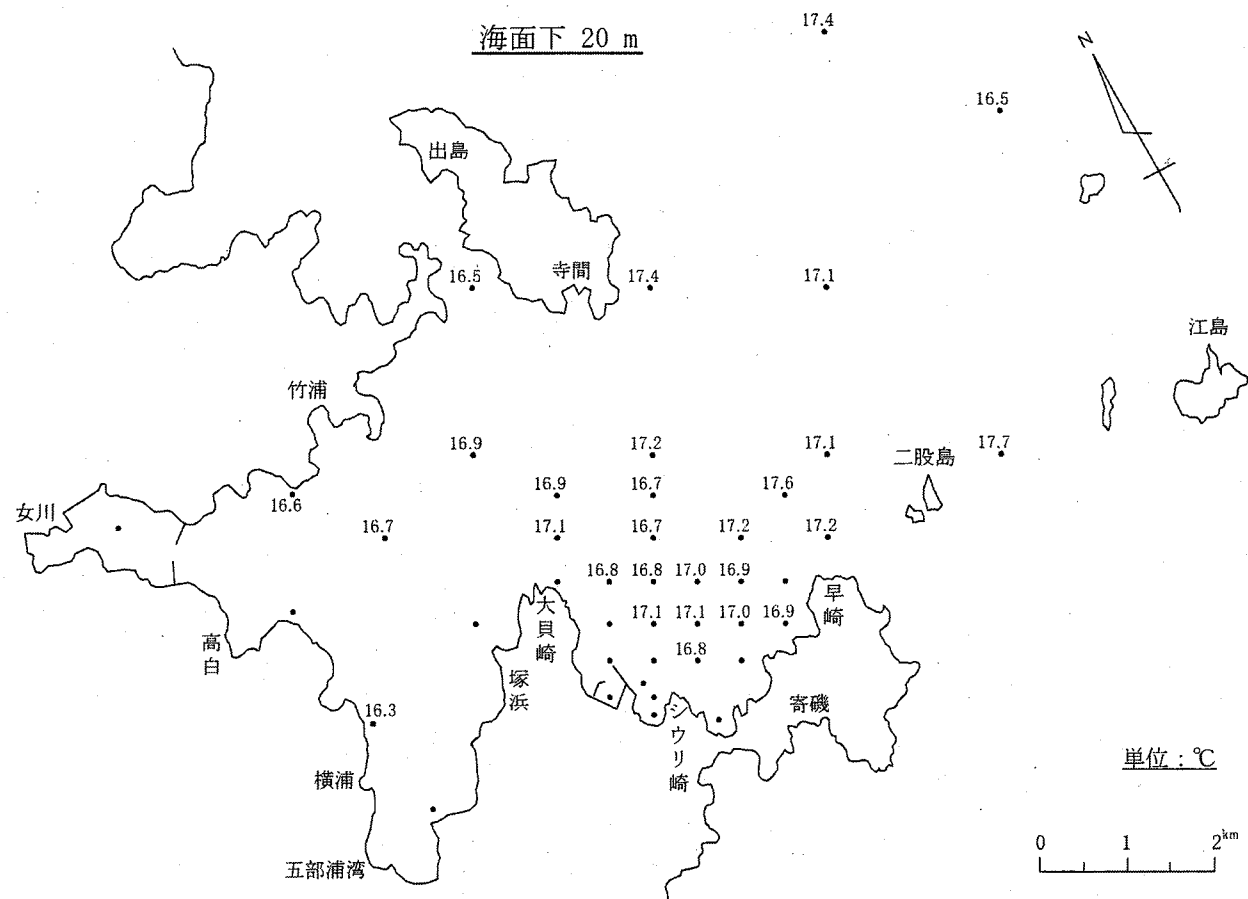 海面下 20 m
17.4
N
16.5
出島
寺間
16.5
17.4
17.1
江島
竹浦
16.9
17.2
17.1
17.7
二股島
16.6
16.9
16.7
17.6
女川
16.7
17.1
16.7
17.2
17.2
16.8
16.8
17.0
16.9
大貝崎
早崎
17.1
17.1
17.0
16.9
高白
16.8
塚浜
シウリ崎
寄磯
16.3
横浦
単位：℃
五部浦湾
0
1
2km